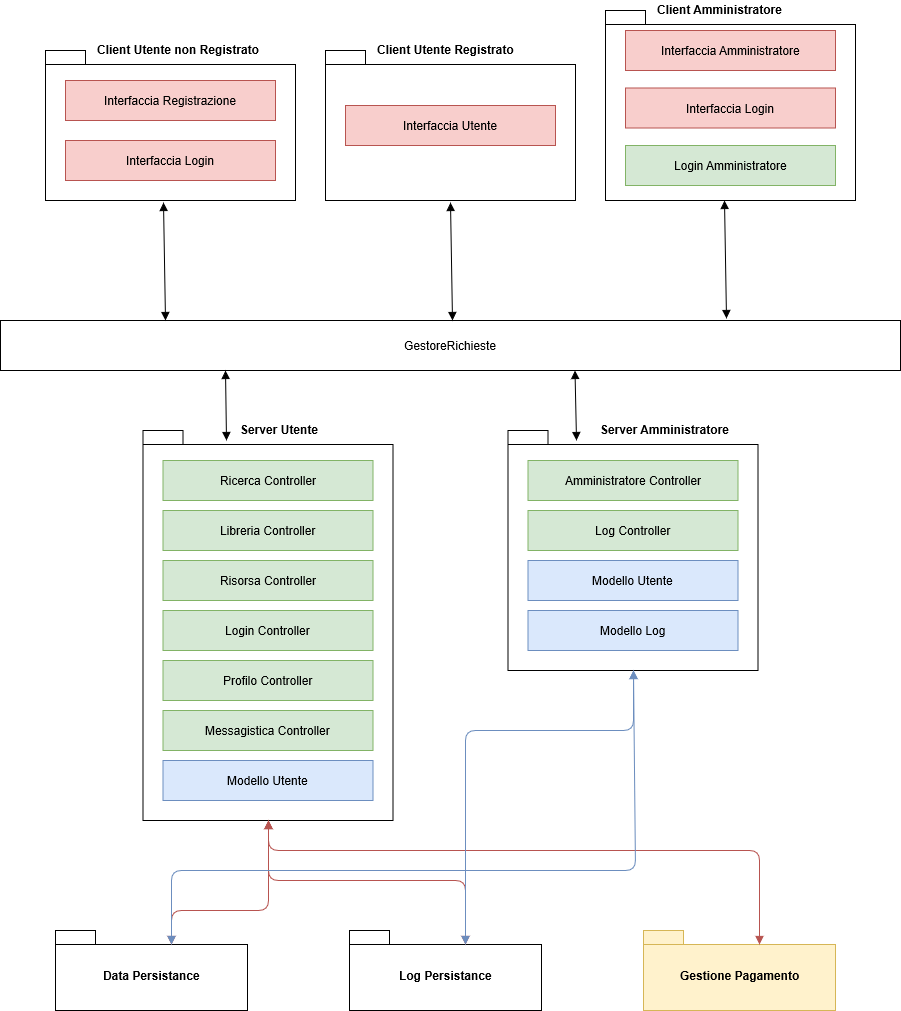 Client Utente non Registrato
Interfaccia Registrazione
Interfaccia Login
Client Utente Registrato
Interfaccia Utente
Client Amministratore
Interfaccia Amministratore
Interfaccia Login
Login Amministratore
GestoreRichieste
Server Utente
Ricerca Controller
Libreria Controller
Risorsa Controller
Login Controller
Profilo Controller
Messagistica Controller
Modello Utente
Server Amministratore
Amministratore Controller
Log Controller
Modello Utente
Modello Log
Data Persistance
Log Persistance
Gestione Pagamento